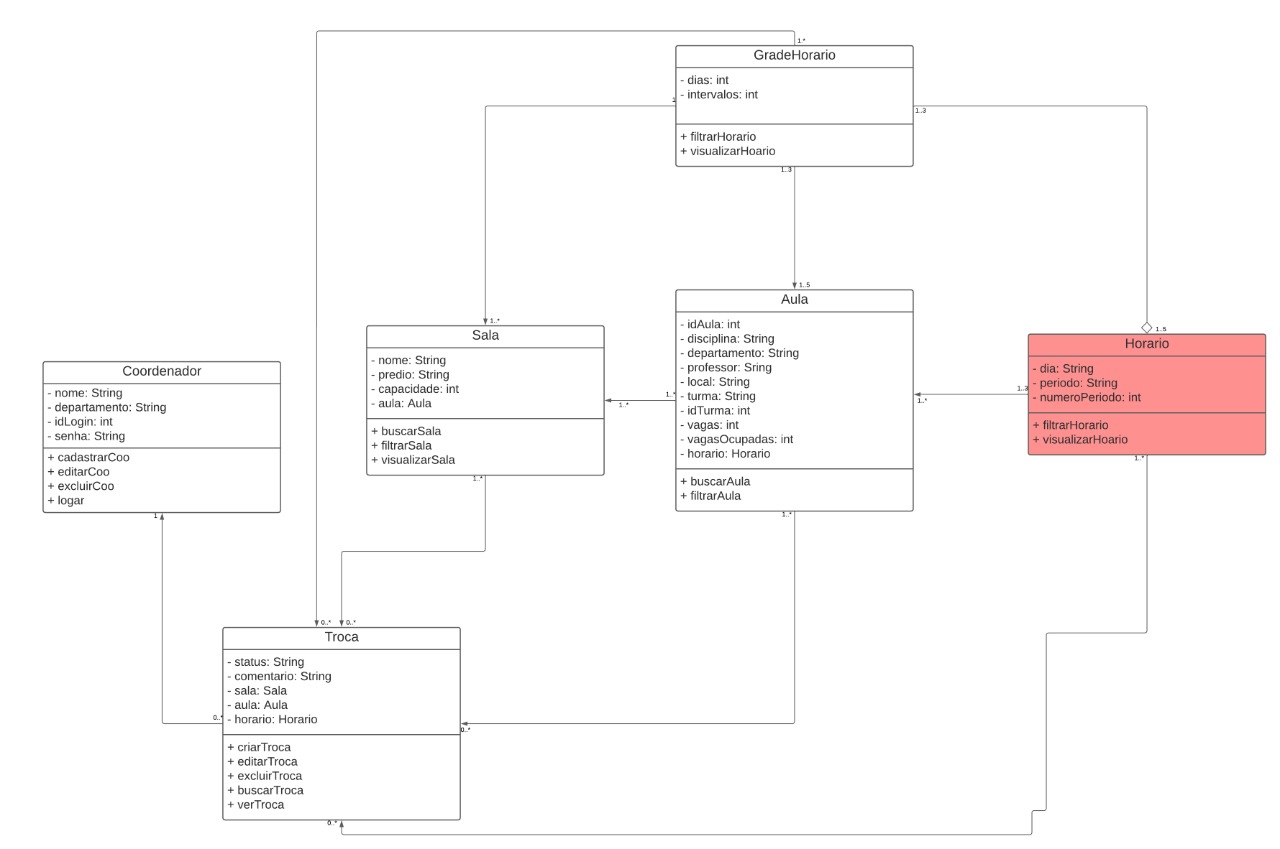 1..*
GradeHorario
- dias: int
- intervalos: int
+ filtrarHorario
+ visualizarHoario
1
1..3
1..3
1..5
Aula
- idAula: int
- disciplina: String
- departamento: String
- professor: Sring
- local: String
- turma: String
- idTurma: int
- vagas: int
- vagasOcupadas: int
- horario: Horario
+ buscarAula
+ filtrarAula
1..*
1..*
1..*
1..5
Horario
- dia: String
- periodo: String
- numeroPeriodo: int
+ filtrarHorario
+ visualizarHoario
1..3
1..*
1..*
Sala
- nome: String
- predio: String
- capacidade: int
- aula: Aula
+ buscarSala
+ filtrarSala
+ visualizarSala
1..*
1..*
Coordenador
- nome: String
- departamento: String
- idLogin: int
- senha: String
+ cadastrarCoo
+ editarCoo
+ excluirCoo
+ logar
1
0..*
0..*
Troca
- status: String
- comentario: String
- sala: Sala
- aula: Aula
- horario: Horario
+ criarTroca
+ editarTroca
+ excluirTroca
+ buscarTroca
+ verTroca
0..*
0..*
0..*